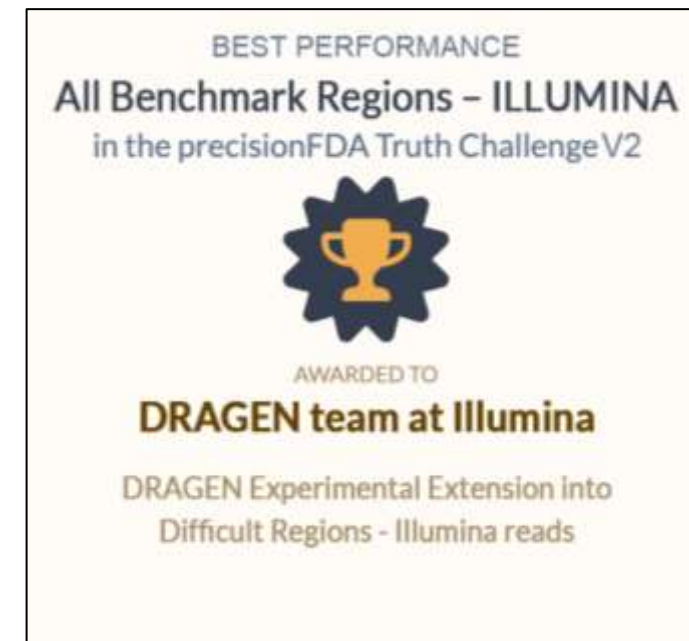 BEST PERFORMANCE
All Benchmark Regions – ILLUMINA
in the precisionFDA Truth Challenge V2
AWARDED TO
DRAGEN team at Illumina
DRAGEN Experimental Extension into
Difficult Regions - Illumina reads